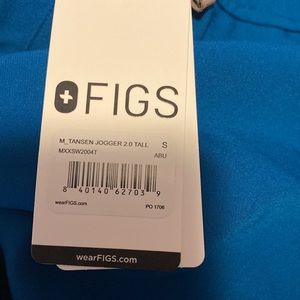 FIGS
M_TANSEN JOGGER 2.0 TALL S
MXXSW2004T
ABU
8 40140 62703 9
wearFIGS.com PO 1706
wearFIGS.com